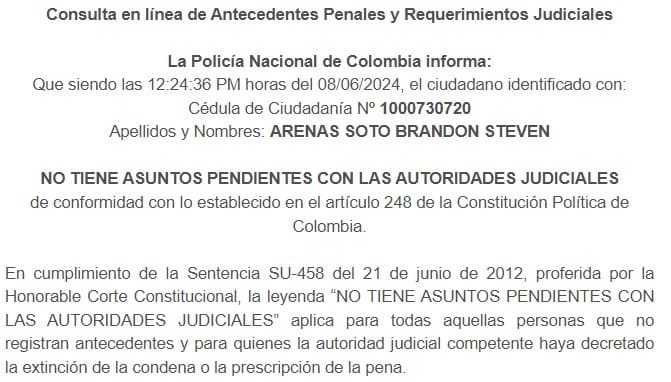 Consulta en línea de Antecedentes Penales y Requerimientos Judiciales
La Policía Nacional de Colombia informa:
Que siendo las 12:24:36 PM horas del 08/06/2024, el ciudadano identificado con:
Cédula de Ciudadanía Nº 1000730720
Apellidos y Nombres: ARENAS SOTO BRANDON STEVEN
NO TIENE ASUNTOS PENDIENTES CON LAS AUTORIDADES JUDICIALES
de conformidad con lo establecido en el artículo 248 de la Constitución Política de
Colombia.
En cumplimiento de la Sentencia SU-458 del 21 de junio de 2012, proferida por la
Honorable Corte Constitucional, la leyenda “NO TIENE ASUNTOS PENDIENTES CON
LAS AUTORIDADES JUDICIALES” aplica para todas aquellas personas que no
registran antecedentes y para quienes la autoridad judicial competente haya decretado
la extinción de la condena o la prescripción de la pena.